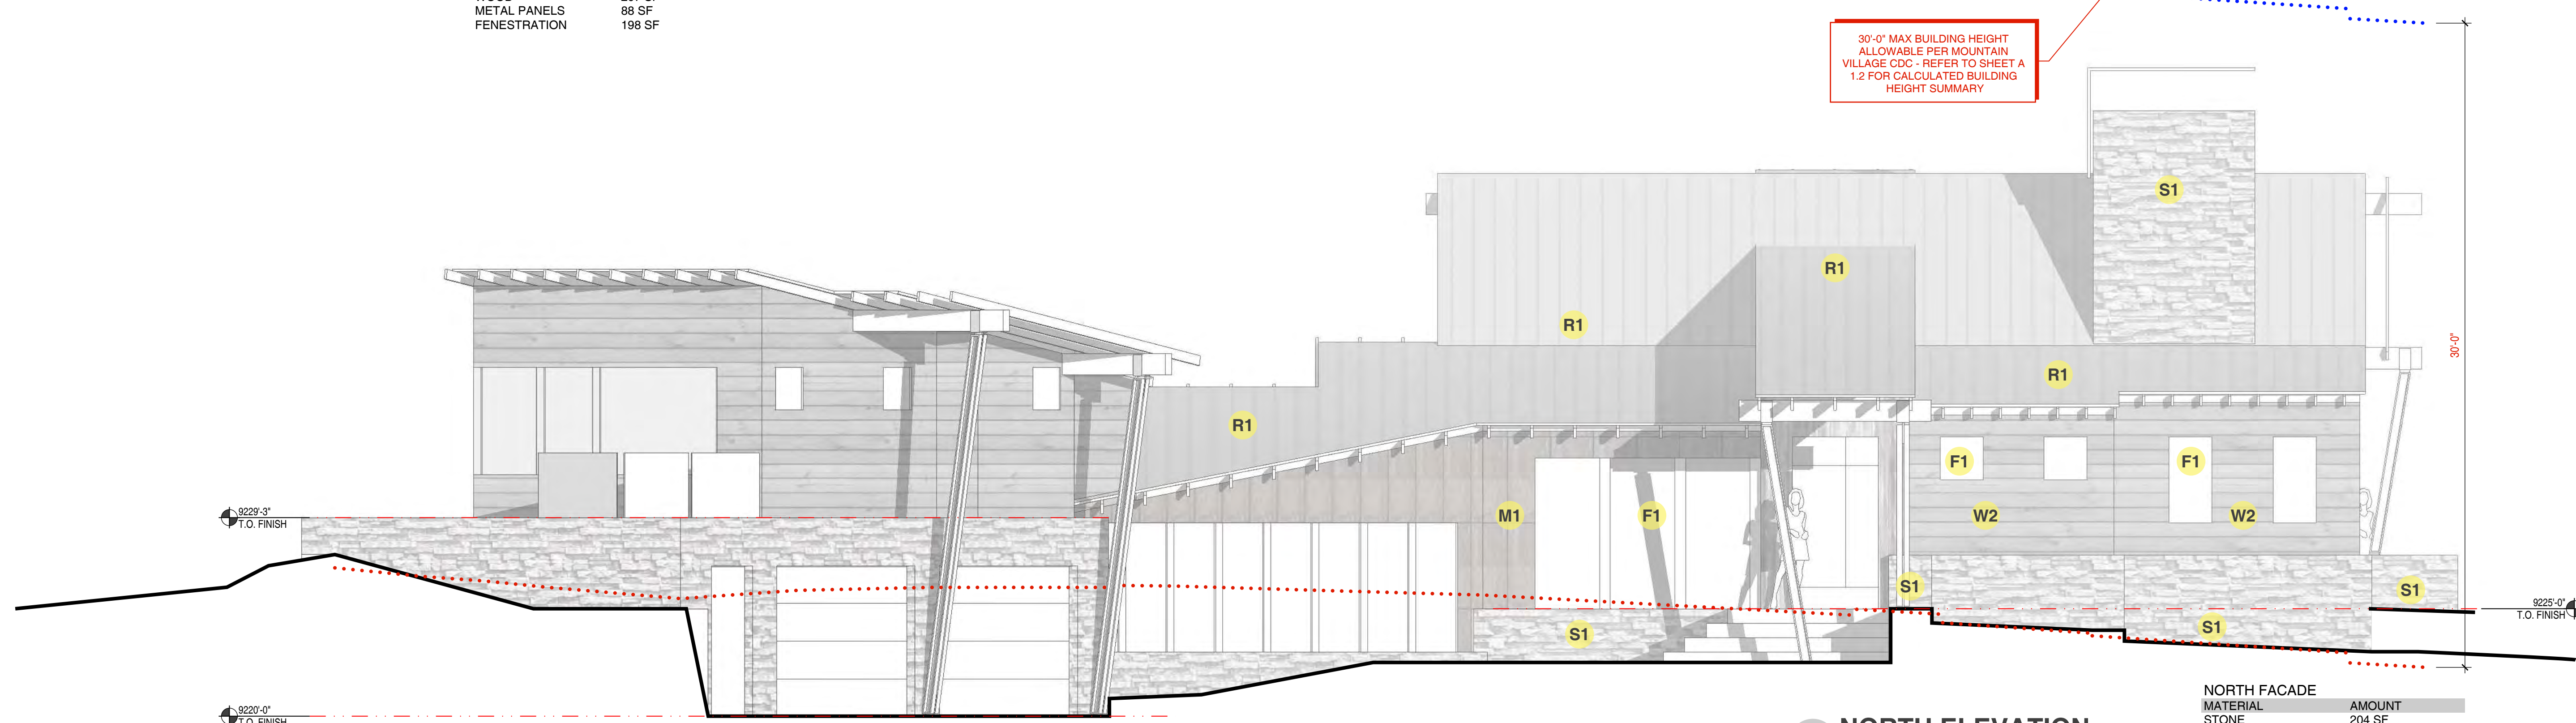 METAL PANELS 88 SF
FENESTRATION 198 SF
30'-0" MAX BUILDING HEIGHT
ALLOWABLE PER MOUNTAIN
VILLAGE CDC - REFER TO SHEET A
1.2 FOR CALCULATED BUILDING
HEIGHT SUMMARY
S1
R1
R1
30'-0"
R1
R1
F1
F1
9229'-3"
T.O. FINISH
M1
F1
W2
W2
S1
S1
9225'-0"
T.O. FINISH
S1
S1
NORTH FACADE
MATERIAL AMOUNT
STONE 204 SF
9220'-0"
T.O. FINISH
NORTH ELEVATION